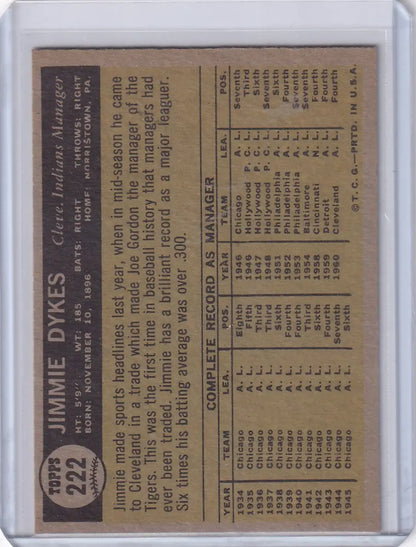 TOPPS
222
JIMMIE DYKES Cleve. Indians Manager
HT: 5'9" WT: 185 BATS: RIGHT THROWS: RIGHT
BORN: NOVEMBER 10, 1896 HOME: NORRISTOWN, PA.
Jimmie made sports headlines last year, when in mid-season he came
to Cleveland in a trade which made Joe Gordon the manager of the
Tigers. This was the first time in baseball history that managers had
ever been traded. Jimmie has a brilliant record as a major leaguer.
Six times his batting average was over .300.
COMPLETE RECORD AS MANAGER
YEAR TEAM LEA. POS. YEAR TEAM LEA. POS.
1934 Chicago A. L. Eighth 1946 Chicago A. L. Seventh
1935 Chicago A. L. Fifth 1946 Hollywood P. C. L. Third
1936 Chicago A. L. Third 1947 Hollywood P. C. L. Sixth
1937 Chicago A. L. Third 1948 Hollywood P. C. L. Seventh
1938 Chicago A. L. Sixth 1951 Philadelphia A. L. Sixth
1939 Chicago A. L. Fourth 1952 Philadelphia A. L. Fourth
1940 Chicago A. L. Fourth 1953 Philadelphia A. L. Seventh
1941 Chicago A. L. Third 1954 Baltimore A. L. Seventh
1942 Chicago A. L. Sixth 1958 Cincinnati N. L. Fourth
1943 Chicago A. L. Fourth 1959 Detroit A. L. Fourth
1944 Chicago A. L. Seventh 1960 Cleveland A. L. Fourth
1945 Chicago A. L. Sixth ©T. C. G.—PRTD. IN U.S.A.